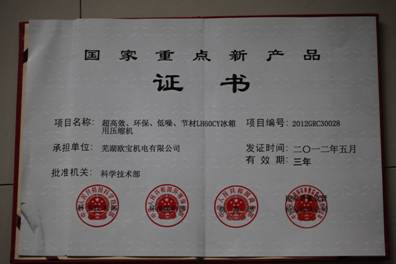 国家重点新产品
证书
项目名称: 超高效、环保、低噪、节材LH60CY冰箱用压缩机
项目编号: 2012GRC30028
承担单位: 芜湖欧宝机电有限公司
发证时间: 二〇一二年五月
有效期: 三年
批准机关: 科学技术部